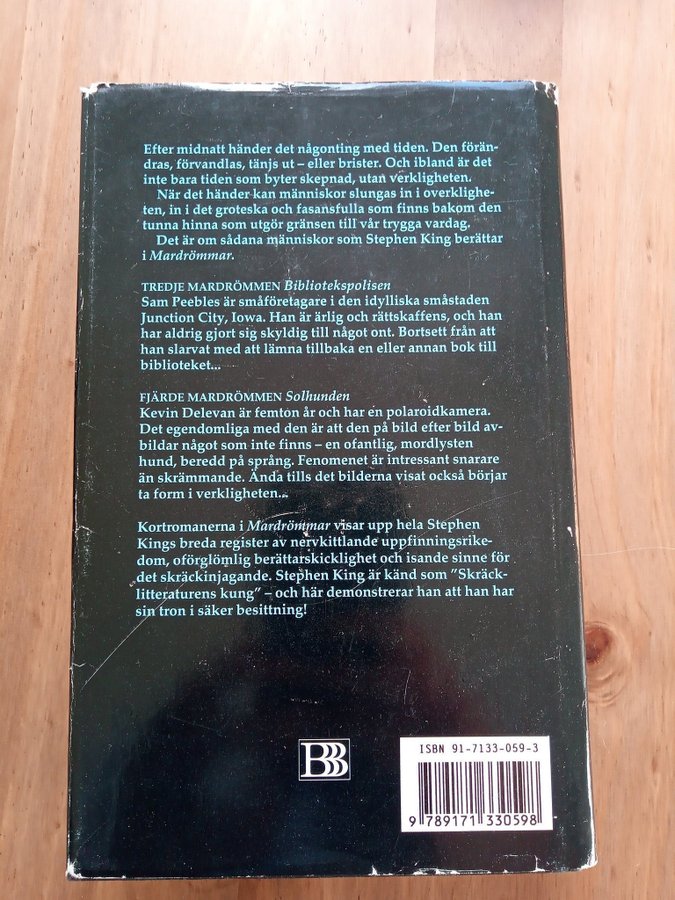 Efter midnatt händer det någonting med tiden. Den förän-
dras, förvandlas, tänjs ut – eller brister. Och ibland är det
inte bara tiden som byter skepnad, utan verkligheten.
När det händer kan människor slungas in i overklighe-
ten, in i det groteska och fasansfulla som finns bakom den
tunna hinna som utgör gränsen till vår trygga vardag.
Det är om sådana människor som Stephen King berättar
i Mardrömmar.
TREDJE MARDRÖMMEN Bibliotekspolisen
Sam Peebles är småföretagare i den idylliska småstaden
Junction City, Iowa. Han är ärlig och rättskaffens, och han
har aldrig gjort sig skyldig till något ont. Bortsett från att
han slarvat med att lämna tillbaka en eller annan bok till
biblioteket...
FJÄRDE MARDRÖMMEN Solhunden
Kevin Delevan är femton år och har en polaroidkamera.
Det egendomliga med den är att den på bild efter bild av-
bildar något som inte finns – en ofantlig, mordlysten
hund, beredd på språng. Fenomenet är intressant snarare
än skrämmande. Ända tills det bilderna visat också börjar
ta form i verkligheten...
Kortromanerna i Mardrömmar visar upp hela Stephen
Kings breda register av nervkittlande uppfinningsrike-
dom, oförglömlig berättarskicklighet och isande sinne för
det skräckinjagande. Stephen King är känd som ”Skräck-
litteraturens kung” – och här demonstrerar han att han har
sin tron i säker besittning!
BBB
ISBN 91-7133-059-3
9 789171 330598